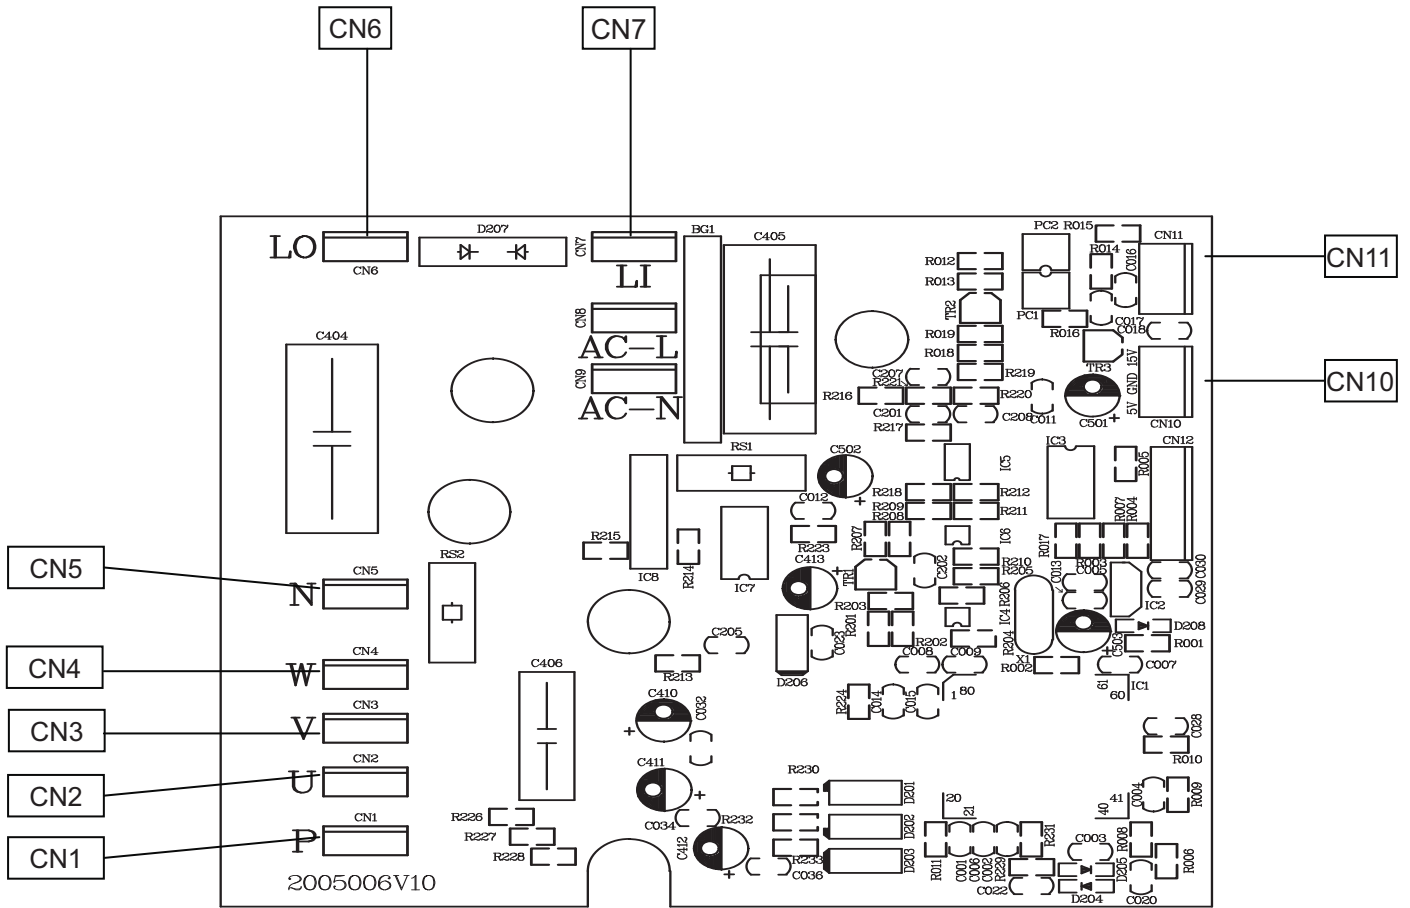 CN6
CN7
LO
CN6
D207
CN7
LI
BG1
C405
PC2 R015
CN11
R014
C016
R012
R013
TR2
PC1
R016
C017
C018
CN11
CN8
AC-L
R019
R018
TR3
5V GND 15V
CN10
C404
CN9
AC-N
C207
R221
R219
R216
R220
C201
C208
C011
C501
+
CN10
R217
RS1
C502
+
IC5
IC3
R005
CN12
C012
R218
R212
R209
R211
R208
R007
R004
R215
R223
R207
IC6
R017
R214
IC8
IC7
C413
+
TR1
C202
R210
R205
C013
R003
C005
C030
C029
CN5
N
CN5
RS2
R203
R206
IC4
IC2
R201
R202
R204
C503
+
D208
R001
C205
C023
C008
C009
X1
R002
C007
CN4
W
CN4
C406
R213
D206
1
80
61
60
IC1
C410
+
C032
R224
C014
C015
CN3
V
CN3
C028
R010
CN2
U
CN2
C411
+
R230
D201
20
21
41
40
C004
R009
CN1
P
CN1
R226
R227
R228
C034
R232
C412
+
D202
R233
C036
D203
R011
C001
C006
C002
R229
R231
C022
C003
D205
D204
R008
R006
C020
2005006V10